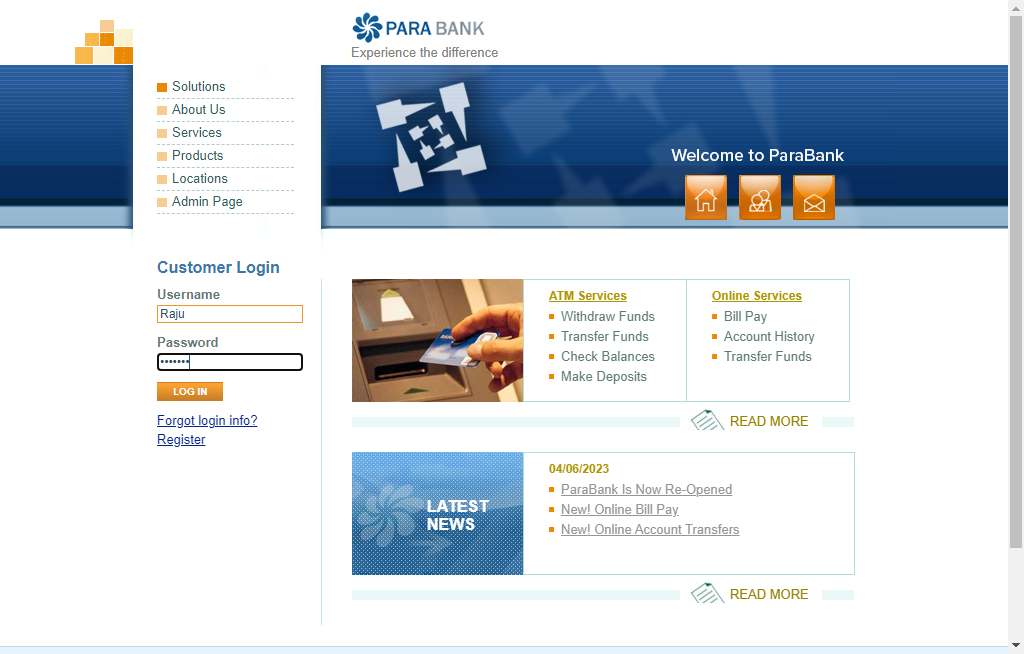 PARA BANK
Experience the difference
Solutions
About Us
Services
Products
Locations
Admin Page
Welcome to ParaBank
Customer Login
Username
Raju
Password
•••••••
LOG IN
Forgot login info?
Register
ATM Services
Withdraw Funds
Transfer Funds
Check Balances
Make Deposits
Online Services
Bill Pay
Account History
Transfer Funds
READ MORE
LATEST
NEWS
04/06/2023
ParaBank Is Now Re-Opened
New! Online Bill Pay
New! Online Account Transfers
READ MORE